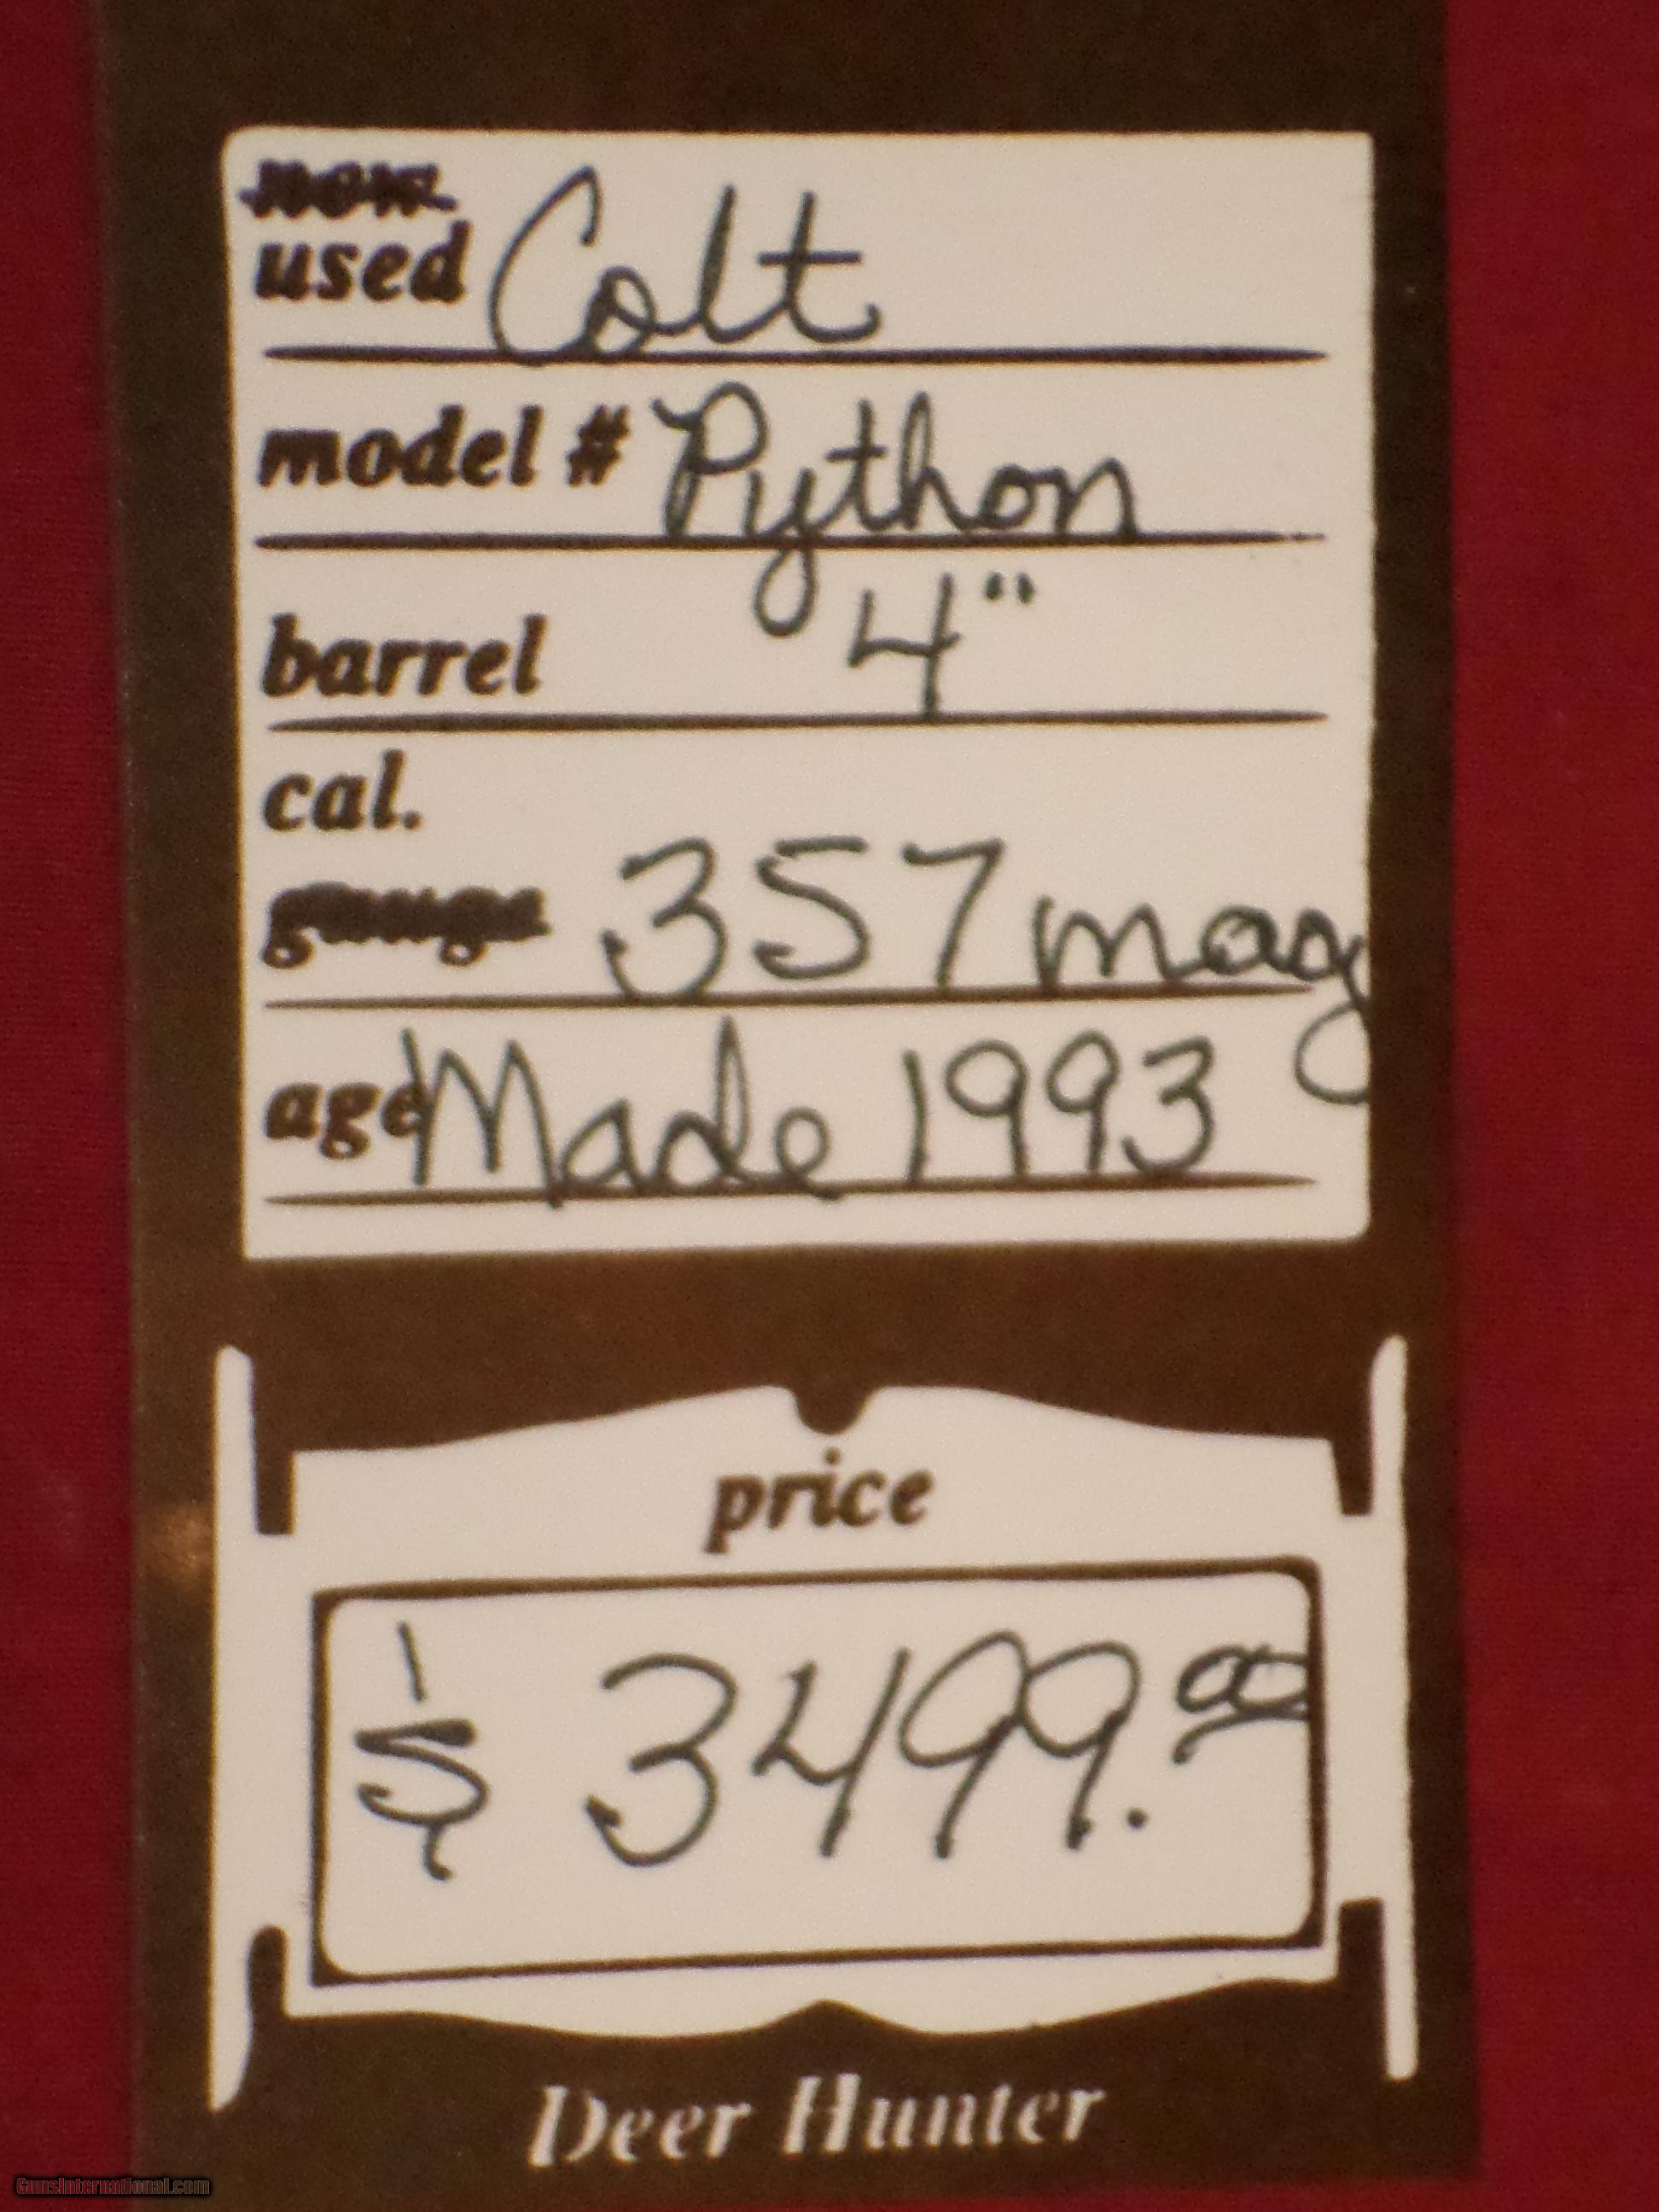 new
used Colt
model # Python
barrel 4"
cal.
gauge 357 mag
age Made 1993
price
$ 3499.00
Deer Hunter
GunsInternational.com